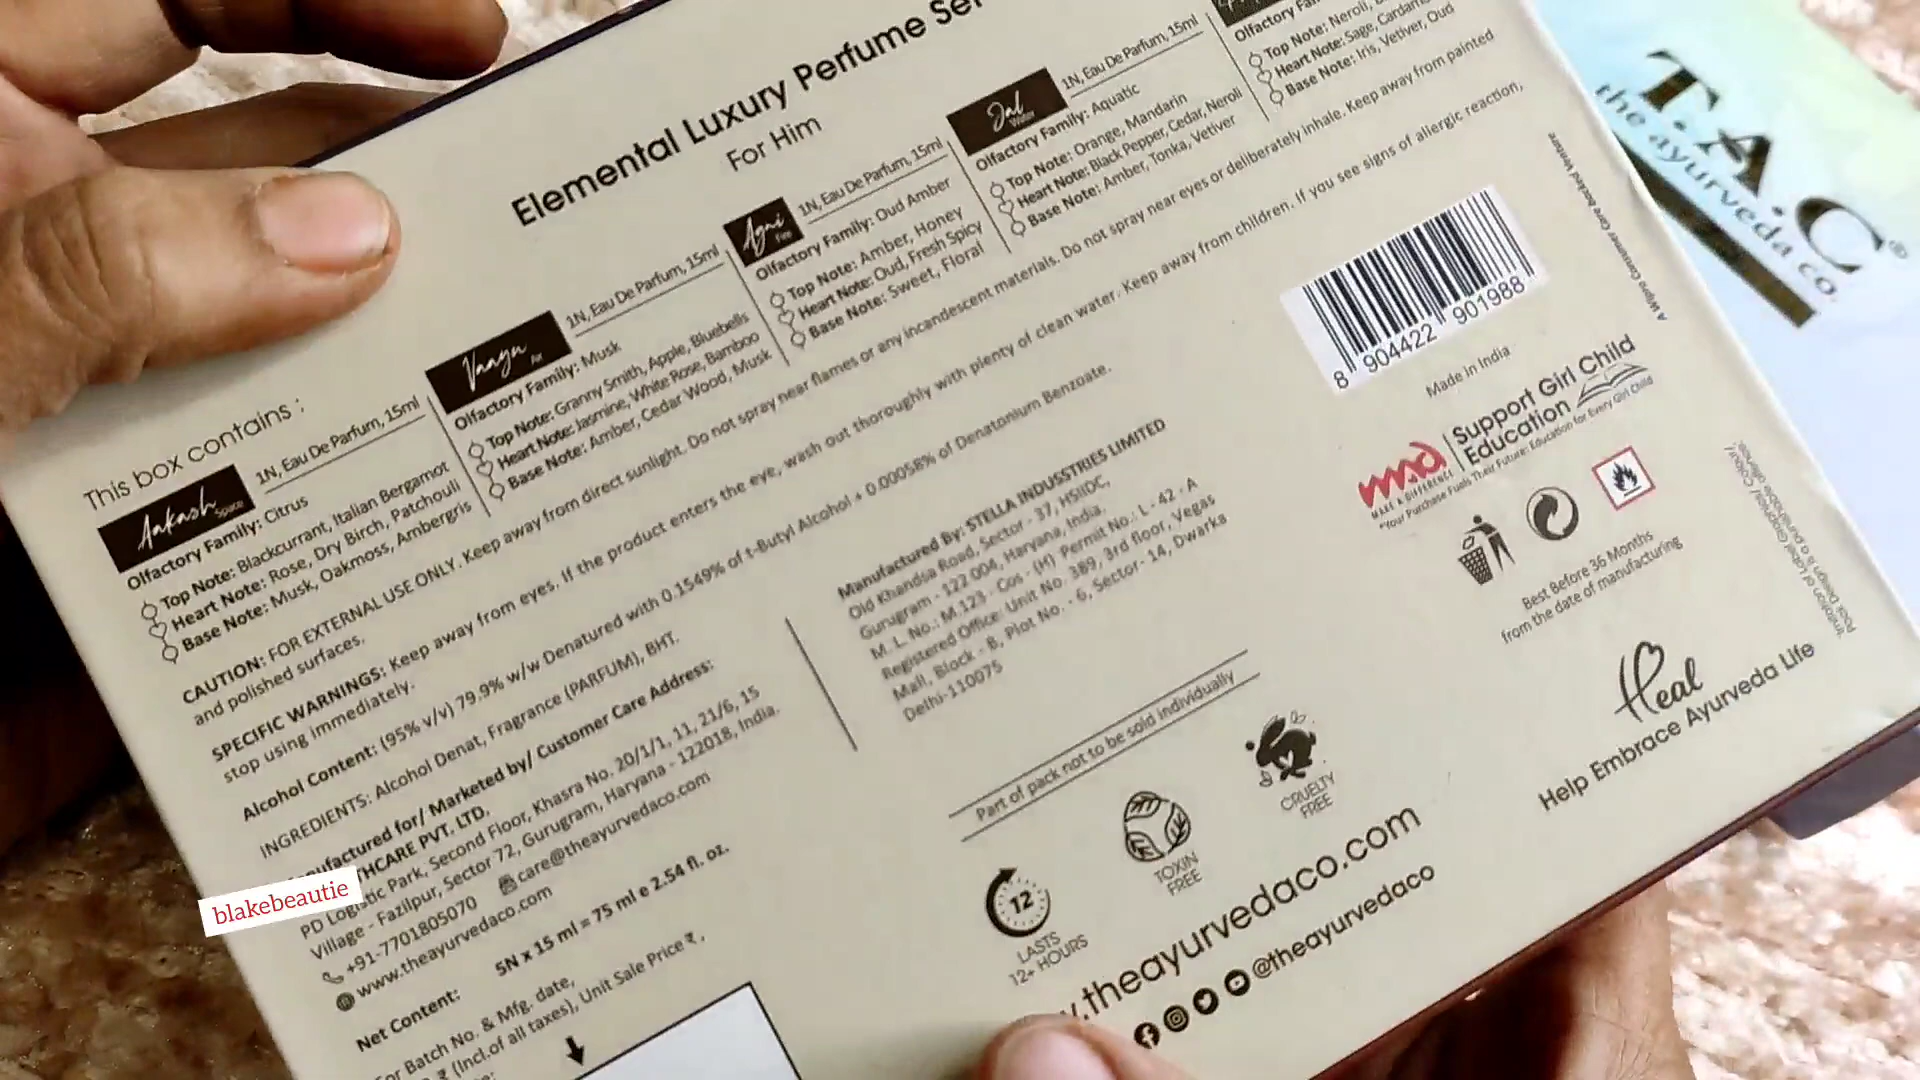 Elemental Luxury Perfume Set
For Him
This box contains :
Aakash
Space
1N, Eau De Parfum, 15ml
Olfactory Family: Citrus
Top Note: Blackcurrant, Italian Bergamot
Heart Note: Rose, Dry Birch, Patchouli
Base Note: Musk, Oakmoss, Ambergris
Vaayu
Air
1N, Eau De Parfum, 15ml
Olfactory Family: Musk
Top Note: Granny Smith, Apple, Bluebells
Heart Note: Jasmine, White Rose, Bamboo
Base Note: Amber, Cedar Wood, Musk
Agni
Fire
1N, Eau De Parfum, 15ml
Olfactory Family: Oud Amber
Top Note: Amber, Honey
Heart Note: Oud, Fresh Spicy
Base Note: Sweet, Floral
Jal
Water
1N, Eau De Parfum, 15ml
Olfactory Family: Aquatic
Top Note: Orange, Mandarin
Heart Note: Black Pepper, Cedar, Neroli
Base Note: Amber, Tonka, Vetiver
Olfactory
Top Note: Neroli,
Heart Note: Sage,
Base Note: Iris, Vetiver, Oud
CAUTION: FOR EXTERNAL USE ONLY. Keep away from direct sunlight. Do not spray near flames or any incandescent materials. Do not spray near eyes or deliberately inhale. Keep away from painted
and polished surfaces.
SPECIFIC WARNINGS: Keep away from eyes. If the product enters the eye, wash out thoroughly with plenty of clean water. Keep away from children. If you see signs of allergic reaction,
stop using immediately.
Alcohol Content: (95% v/v) 79.9% w/w Denatured with 0.1549% of t-Butyl Alcohol + 0.00058% of Denatonium Benzoate.
INGREDIENTS: Alcohol Denat, Fragrance (PARFUM), BHT.
Marketed by/ Customer Care Address:
PVT. LTD.
PD Logistic Park, Second Floor, Khasra No. 20/1/1, 11, 21/6, 15
Village - Fazilpur, Sector 72, Gurugram, Haryana - 122018, India.
+91-7701805070 care@theayurvedaco.com
www.theayurvedaco.com
Net Content: 5N x 15 ml = 75 ml e 2.54 fl. oz.
For Batch No. & Mfg. date,
₹ (Incl.of all taxes), Unit Sale Price ₹,
Manufactured By: STELLA INDUSSTRIES LIMITED
Old Khandsa Road, Sector - 37, HSIIDC,
Gurugram - 122 004, Haryana, India.
M. L. No.: M.123 - Cos - (H) Permit No.: L - 42 - A
Registered Office: Unit No. 389, 3rd floor, Vegas
Mall, Block - B, Plot No. - 6, Sector- 14, Dwarka
Delhi-110075
Part of pack not to be sold individually
12
LASTS
12+ HOURS
TOXIN
FREE
CRUELTY
FREE
.theayurvedaco.com
@theayurvedaco
8 904422 901988
Made in India
A Wipro Consumer Care Backed Venture
mad
MAKE A DIFFERENCE
Support Girl Child
Education
Education for Every Girl Child
"Your Purchase Fuels Their Future:
Best Before 36 Months
from the date of manufacturing
Imitation of Label Graphics/ Colour/
Pack Design is a punishable offence.
Heal
Help Embrace Ayurveda Life
T.A.C
®
the ayurveda co.
blakebeautie